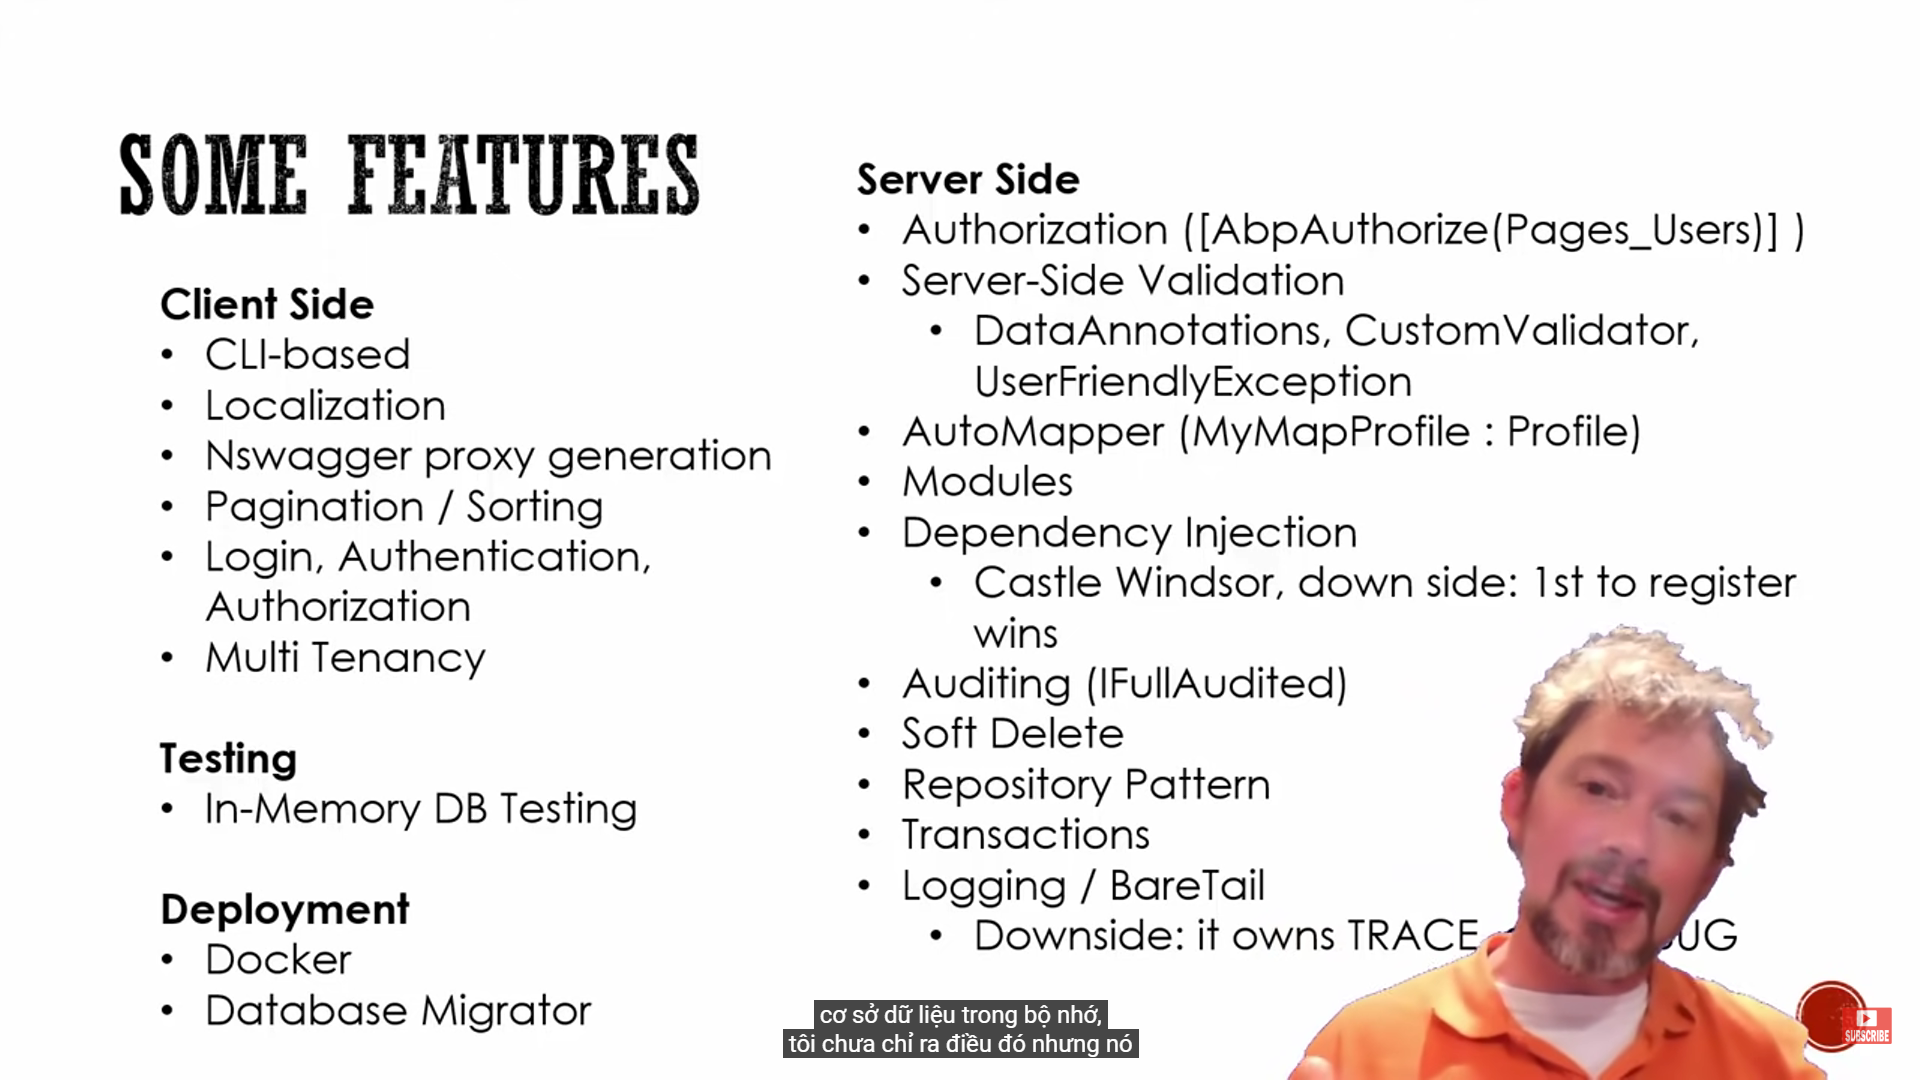 SOME FEATURES
Client Side
• CLI-based
• Localization
• Nswagger proxy generation
• Pagination / Sorting
• Login, Authentication,
Authorization
• Multi Tenancy
Testing
• In-Memory DB Testing
Deployment
• Docker
• Database Migrator
Server Side
• Authorization ([AbpAuthorize(Pages_Users)] )
• Server-Side Validation
• DataAnnotations, CustomValidator,
UserFriendlyException
• AutoMapper (MyMapProfile : Profile)
• Modules
• Dependency Injection
• Castle Windsor, down side: 1st to register
wins
• Auditing (IFullAudited)
• Soft Delete
• Repository Pattern
• Transactions
• Logging / BareTail
• Downside: it owns TRACE
cơ sở dữ liệu trong bộ nhớ,
tôi chưa chỉ ra điều đó nhưng nó
SUBSCRIBE